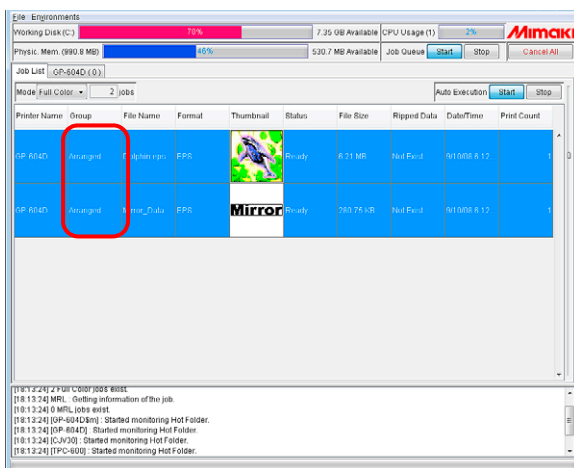 File Environments
Working Disk (C:) 70% 7.35 GB Available CPU Usage (1) 2% Mimaki
Physic. Mem. (990.8 MB) 46% 530.7 MB Available Job Queue Start Stop Cancel All
Job List GP-604D ( 0 )
Mode Full Color 2 jobs Auto Execution Start Stop
Printer Name Group File Name Format Thumbnail Status File Size Ripped Data Date/Time Print Count
GP-604D Arranged Dolphin.eps EPS Ready 6.21 MB Not Exist 9/10/08 6:12 1
GP-604D Arranged Mirror_Data EPS Mirror Ready 280.75 KB Not Exist 9/10/08 6:12 1
[18:13:24] 2 Full Color jobs exist.
[18:13:24] MRL : Getting information of the job.
[18:13:24] 0 MRL jobs exist.
[18:13:24] [GP-604D$m] : Started monitoring Hot Folder.
[18:13:24] [GP-604D] : Started monitoring Hot Folder.
[18:13:24] [CJV30] : Started monitoring Hot Folder.
[18:13:24] [TPC-600] : Started monitoring Hot Folder.